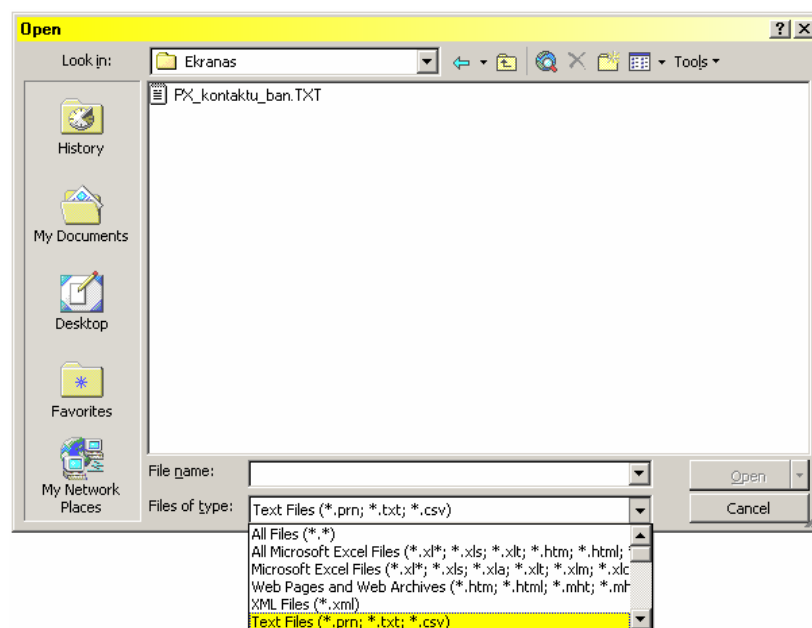 Open
Look in:
Ekranas
Tools
PX_kontaktu_ban.TXT
History
My Documents
Desktop
Favorites
My Network
Places
File name:
Open
Files of type:
Text Files (*.prn; *.txt; *.csv)
Cancel
All Files (*.*)
All Microsoft Excel Files (*.xl*; *.xls; *.xlt; *.htm; *.html;
Microsoft Excel Files (*.xl*; *.xls; *.xla; *.xlt; *.xlm; *.xlc
Web Pages and Web Archives (*.htm; *.html; *.mht; *.mh
XML Files (*.xml)
Text Files (*.prn; *.txt; *.csv)